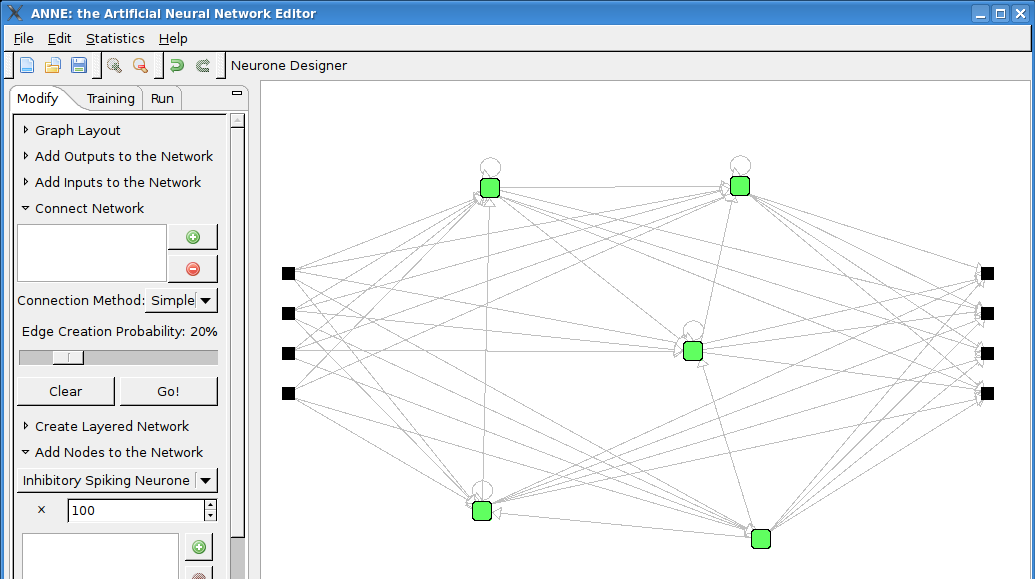 ANNE: the Artificial Neural Network Editor
File Edit Statistics Help
Neurone Designer
Modify Training Run
Graph Layout
Add Outputs to the Network
Add Inputs to the Network
Connect Network
Connection Method: Simple
Edge Creation Probability: 20%
Clear Go!
Create Layered Network
Add Nodes to the Network
Inhibitory Spiking Neurone
x 100